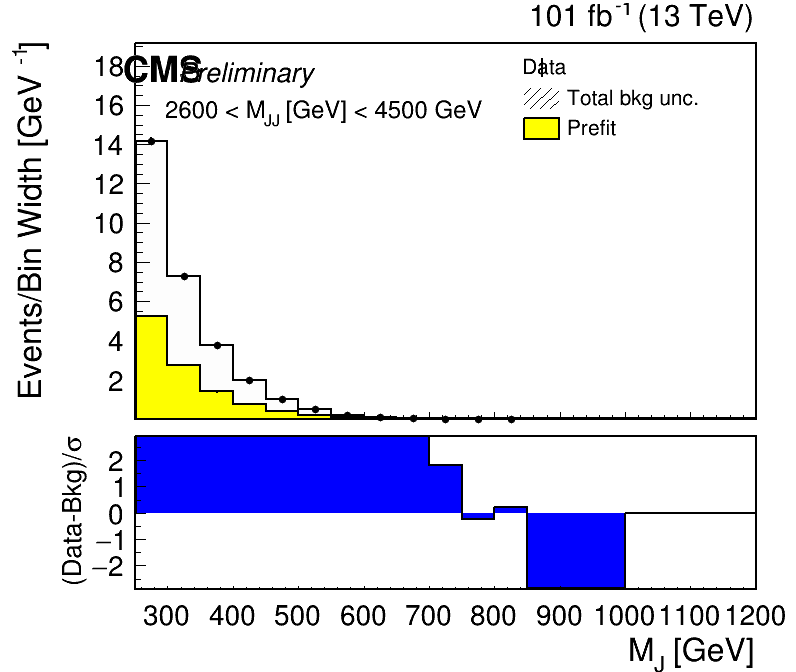 101 fb⁻¹ (13 TeV)
CMS
Preliminary
2600 < M_JJ [GeV] < 4500 GeV
Data
Total bkg unc.
Prefit
Events/Bin Width [GeV⁻¹]
18
16
14
12
10
8
6
4
2
(Data-Bkg)/σ
2
1
0
−1
−2
300 400 500 600 700 800 900 1000 1100 1200
M_J [GeV]